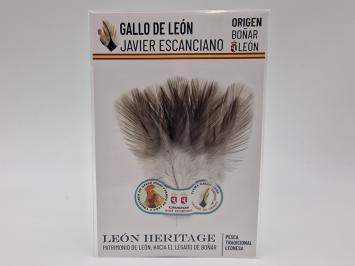 GALLO DE LEÓN
JAVIER ESCANCIANO
ORIGEN
BOÑAR
LEÓN
LEÓN HERITAGE
PATRIMONIO DE LEÓN, HACIA EL LEGADO DE BOÑAR
PESCA
TRADICIONAL
LEONESA